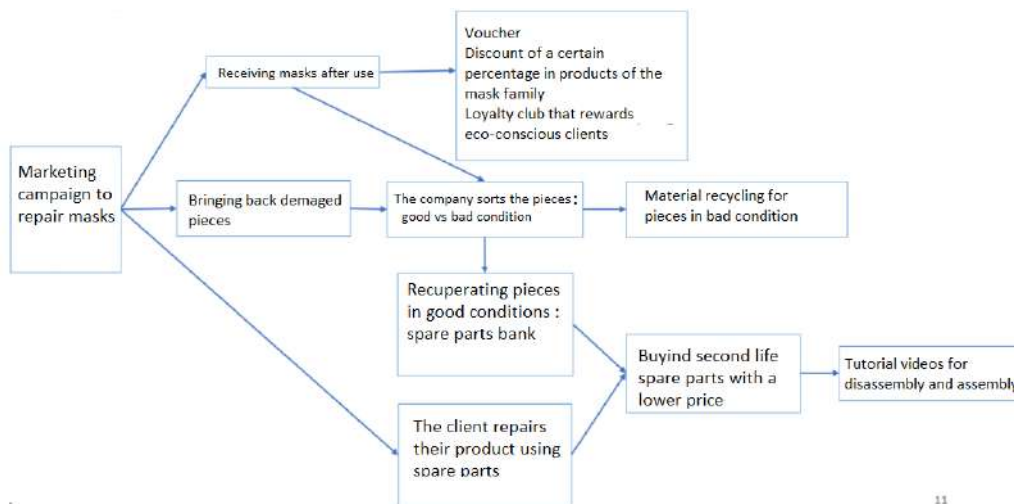 Voucher
Discount of a certain
percentage in products of the
mask family
Loyalty club that rewards
eco-conscious clients
Receiving masks after use
Marketing
campaign to
repair masks
Bringing back demaged
pieces
The company sorts the pieces :
good vs bad condition
Material recycling for
pieces in bad condition
Recuperating pieces
in good conditions :
spare parts bank
Buyind second life
spare parts with a
lower price
Tutorial videos for
disassembly and assembly
The client repairs
their product using
spare parts
11